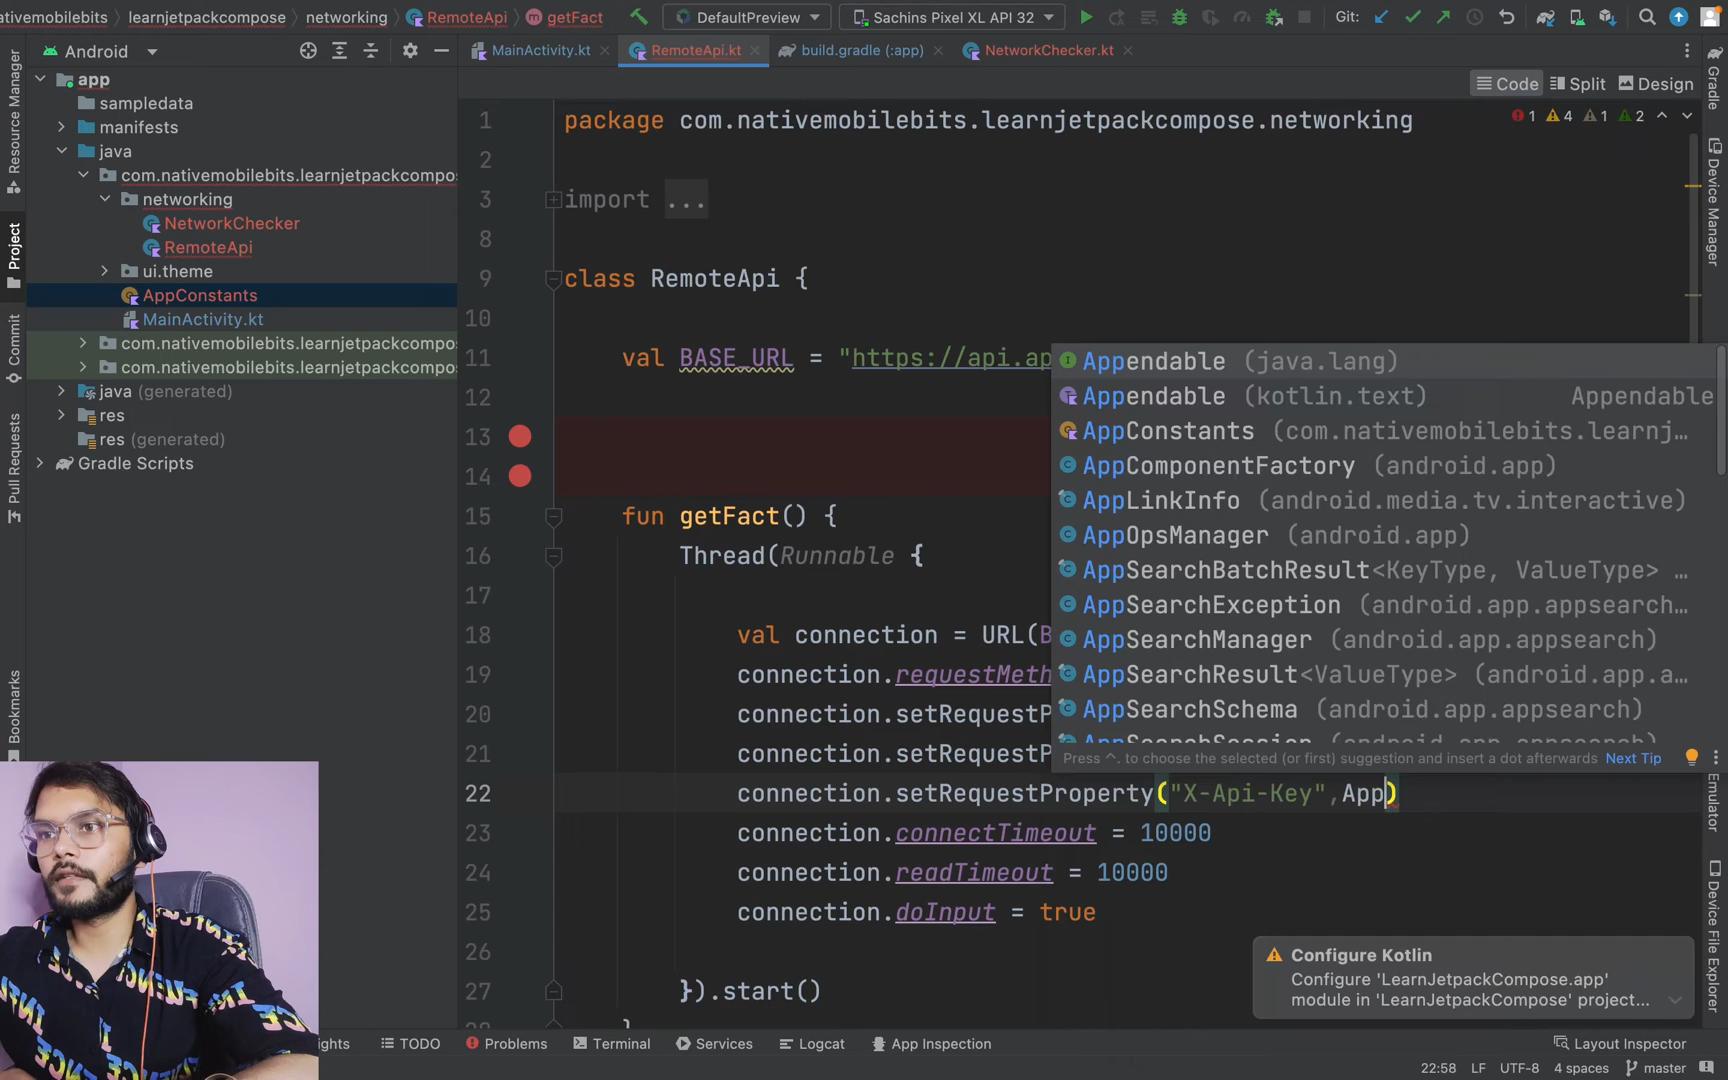 ativemobilebits
learnjetpackcompose
networking
RemoteApi
getFact
DefaultPreview
Sachins Pixel XL API 32
Git:
Android
MainActivity.kt
RemoteApi.kt
build.gradle (:app)
NetworkChecker.kt
Code
Split
Design
Resource Manager
Project
Commit
Pull Requests
Bookmarks
app
sampledata
manifests
java
com.nativemobilebits.learnjetpackcompo
networking
NetworkChecker
RemoteApi
ui.theme
AppConstants
MainActivity.kt
com.nativemobilebits.learnjetpackcompo
com.nativemobilebits.learnjetpackcompo
java (generated)
res
res (generated)
Gradle Scripts
1 package com.nativemobilebits.learnjetpackcompose.networking
1 4 1 2
2
3 import ...
8
9 class RemoteApi {
10
11 val BASE_URL = "https://api.ap
12
13
14
15 fun getFact() {
16 Thread(Runnable {
17
18 val connection = URL(B
19 connection.requestMeth
20 connection.setRequestP
21 connection.setRequestP
22 connection.setRequestProperty("X-Api-Key",App)
23 connection.connectTimeout = 10000
24 connection.readTimeout = 10000
25 connection.doInput = true
26
27 }).start()
Appendable (java.lang)
Appendable (kotlin.text) Appendable
AppConstants (com.nativemobilebits.learnj...
AppComponentFactory (android.app)
AppLinkInfo (android.media.tv.interactive)
AppOpsManager (android.app)
AppSearchBatchResult<KeyType, ValueType> ...
AppSearchException (android.app.appsearch...
AppSearchManager (android.app.appsearch)
AppSearchResult<ValueType> (android.app.a...
AppSearchSchema (android.app.appsearch)
AppSearchSession (android.app.appsearch)
Press ^. to choose the selected (or first) suggestion and insert a dot afterwards Next Tip
Configure Kotlin
Configure 'LearnJetpackCompose.app'
module in 'LearnJetpackCompose' project...
Gradle
Device Manager
Emulator
Device File Explorer
ights
TODO
Problems
Terminal
Services
Logcat
App Inspection
Layout Inspector
22:58 LF UTF-8 4 spaces master